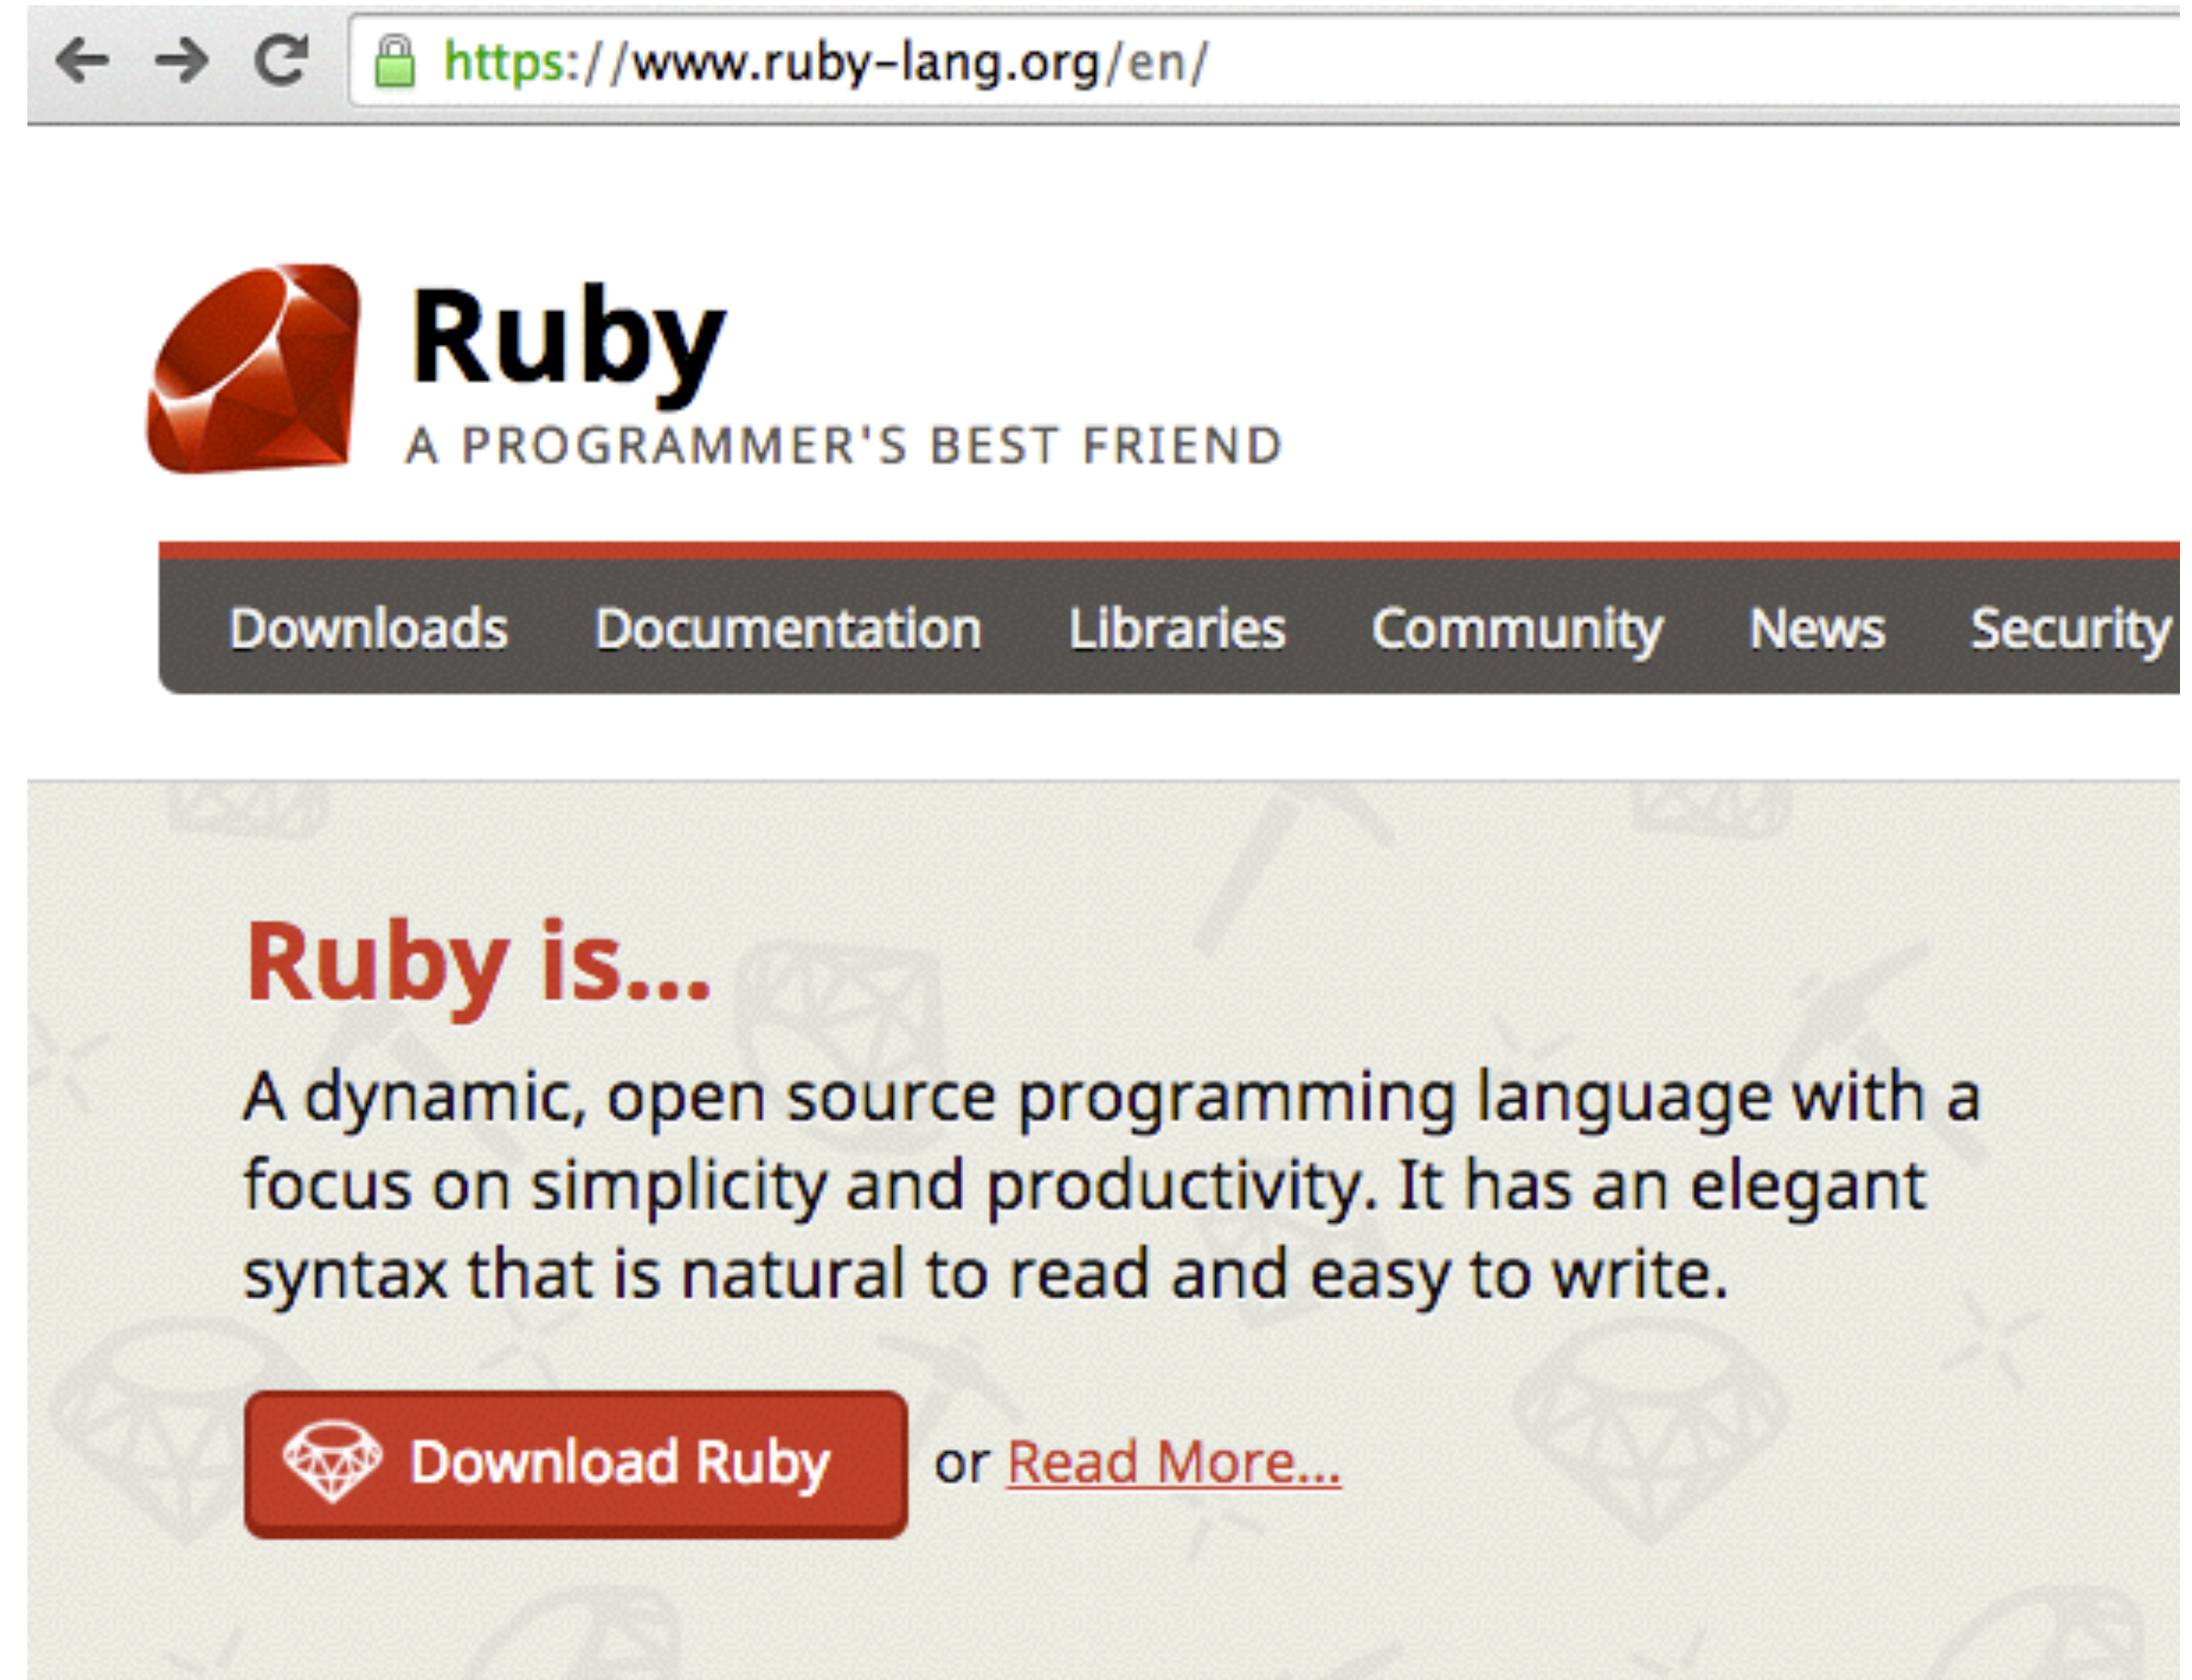 https://www.ruby-lang.org/en/
Ruby
A PROGRAMMER'S BEST FRIEND
Downloads Documentation Libraries Community News Security
Ruby is...
A dynamic, open source programming language with a
focus on simplicity and productivity. It has an elegant
syntax that is natural to read and easy to write.
Download Ruby or Read More...